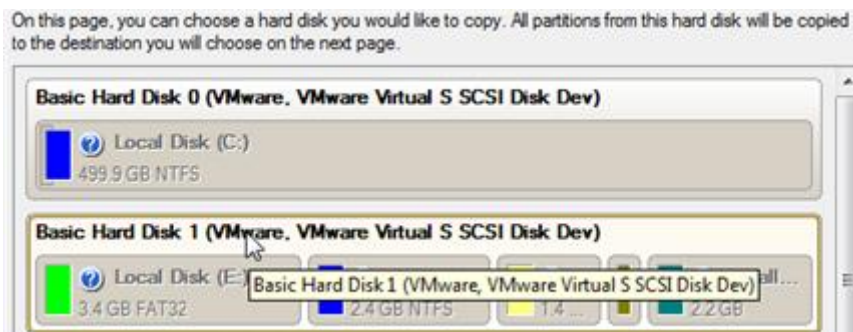 On this page, you can choose a hard disk you would like to copy. All partitions from this hard disk will be copied
to the destination you will choose on the next page.
Basic Hard Disk 0 (VMware, VMware Virtual S SCSI Disk Dev)
Local Disk (C:)
499.9 GB NTFS
Basic Hard Disk 1 (VMware, VMware Virtual S SCSI Disk Dev)
Local Disk (E:)
Basic Hard Disk 1 (VMware, VMware Virtual S SCSI Disk Dev)
all...
3.4 GB FAT32
2.4 GB NTFS
1.4 ...
2.2 GB